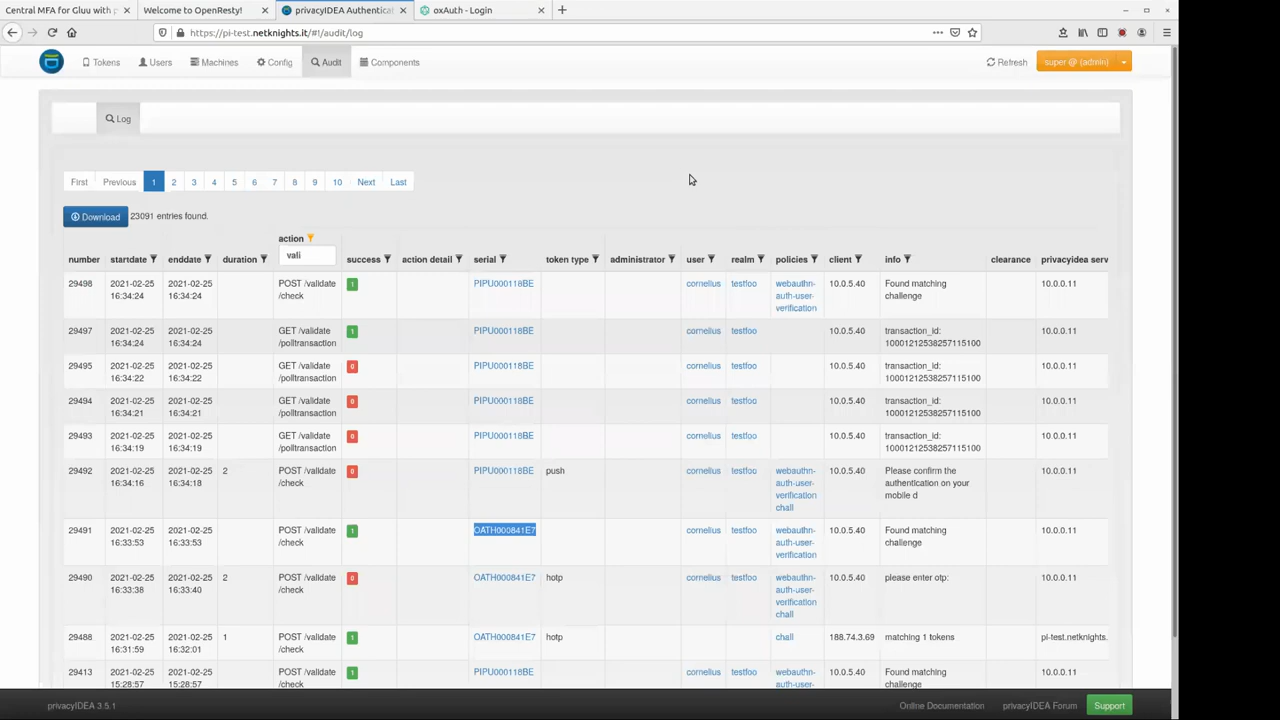 Central MFA for Gluu with p
Welcome to OpenResty!
privacyIDEA Authenticat
oxAuth - Login
https://pi-test.netknights.it/#!/audit/log
Tokens
Users
Machines
Config
Audit
Components
Refresh
super @ (admin)
Log
First Previous 1 2 3 4 5 6 7 8 9 10 Next Last
Download 23091 entries found.
number startdate enddate duration action success action detail serial token type administrator user realm policies client info clearance privacyidea serv
vali
29498 2021-02-25 2021-02-25 POST /validate 1 PIPU000118BE cornelius testfoo webauthn- 10.0.5.40 Found matching 10.0.0.11
16:34:24 16:34:24 /check auth-user- challenge
verification
29497 2021-02-25 2021-02-25 GET /validate 1 PIPU000118BE cornelius testfoo 10.0.5.40 transaction_id: 10.0.0.11
16:34:24 16:34:24 /polltransaction 10001212538257115100
29495 2021-02-25 2021-02-25 GET /validate 0 PIPU000118BE cornelius testfoo 10.0.5.40 transaction_id: 10.0.0.11
16:34:22 16:34:22 /polltransaction 10001212538257115100
29494 2021-02-25 2021-02-25 GET /validate 0 PIPU000118BE cornelius testfoo 10.0.5.40 transaction_id: 10.0.0.11
16:34:21 16:34:21 /polltransaction 10001212538257115100
29493 2021-02-25 2021-02-25 GET /validate 0 PIPU000118BE cornelius testfoo 10.0.5.40 transaction_id: 10.0.0.11
16:34:19 16:34:19 /polltransaction 10001212538257115100
29492 2021-02-25 2021-02-25 2 POST /validate 0 PIPU000118BE push cornelius testfoo webauthn- 10.0.5.40 Please confirm the 10.0.0.11
16:34:16 16:34:18 /check auth-user- authentication on your
verification mobile d
chall
29491 2021-02-25 2021-02-25 POST /validate 1 OATH000841E7 cornelius testfoo webauthn- 10.0.5.40 Found matching 10.0.0.11
16:33:53 16:33:53 /check auth-user- challenge
verification
29490 2021-02-25 2021-02-25 2 POST /validate 0 OATH000841E7 hotp cornelius testfoo webauthn- 10.0.5.40 please enter otp: 10.0.0.11
16:33:38 16:33:40 /check auth-user-
verification
chall
29488 2021-02-25 2021-02-25 1 POST /validate 1 OATH000841E7 hotp chall 188.74.3.69 matching 1 tokens pi-test.netknights.
16:31:59 16:32:01 /check
29413 2021-02-25 2021-02-25 POST /validate 1 PIPU000118BE cornelius testfoo webauthn- 10.0.5.40 Found matching 10.0.0.11
15:28:57 15:28:57 /check auth-user- challenge
privacyIDEA 3.5.1
Online Documentation
privacyIDEA Forum
Support